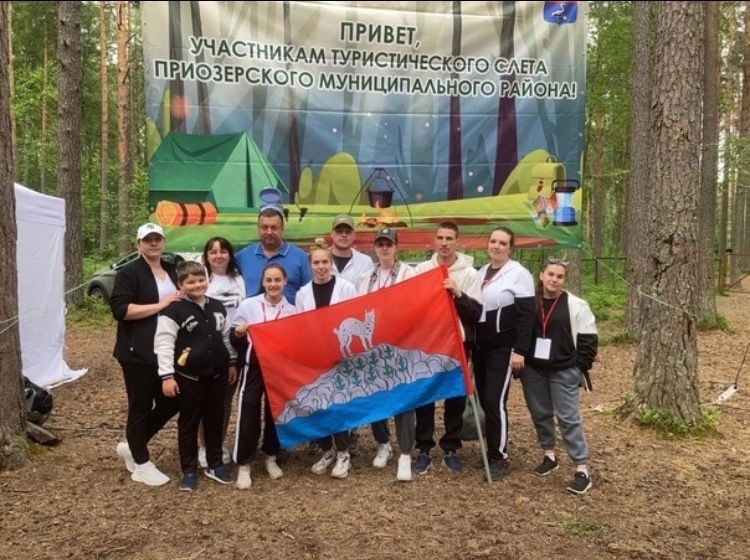 ПРИВЕТ,
УЧАСТНИКАМ ТУРИСТИЧЕСКОГО СЛЕТА
ПРИОЗЕРСКОГО МУНИЦИПАЛЬНОГО РАЙОНА!